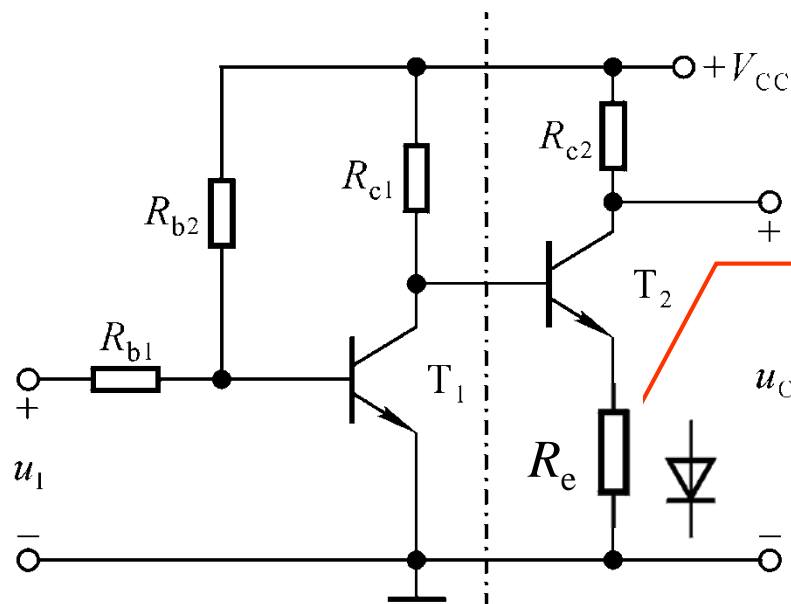 +V_CC
R_c2
R_c1
R_b2
+
T_2
R_b1
T_1
+
u_O
u_I
R_e
−
−